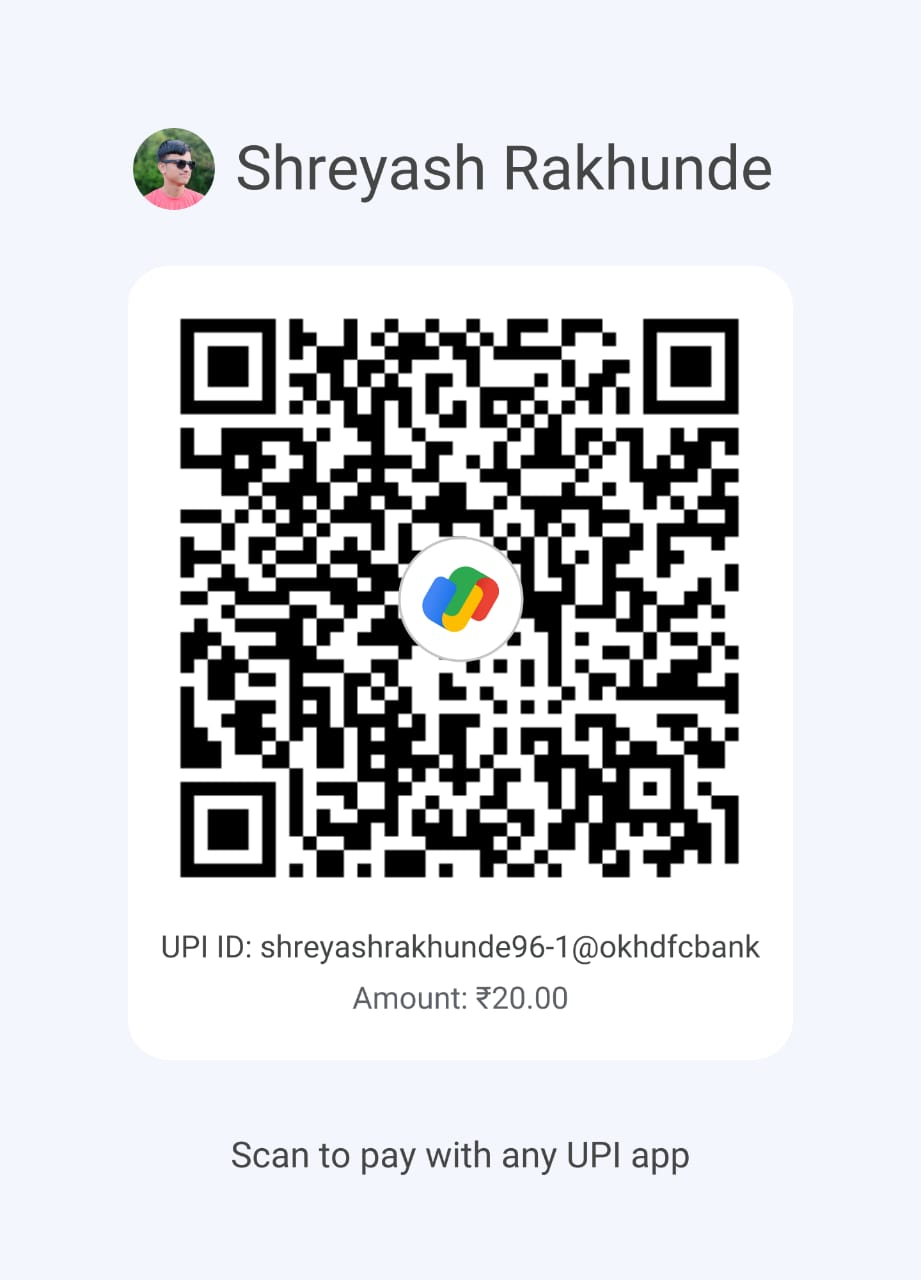 Shreyash Rakhunde
UPI ID: shreyashrakhunde96-1@okhdfcbank
Amount: ₹20.00
Scan to pay with any UPI app